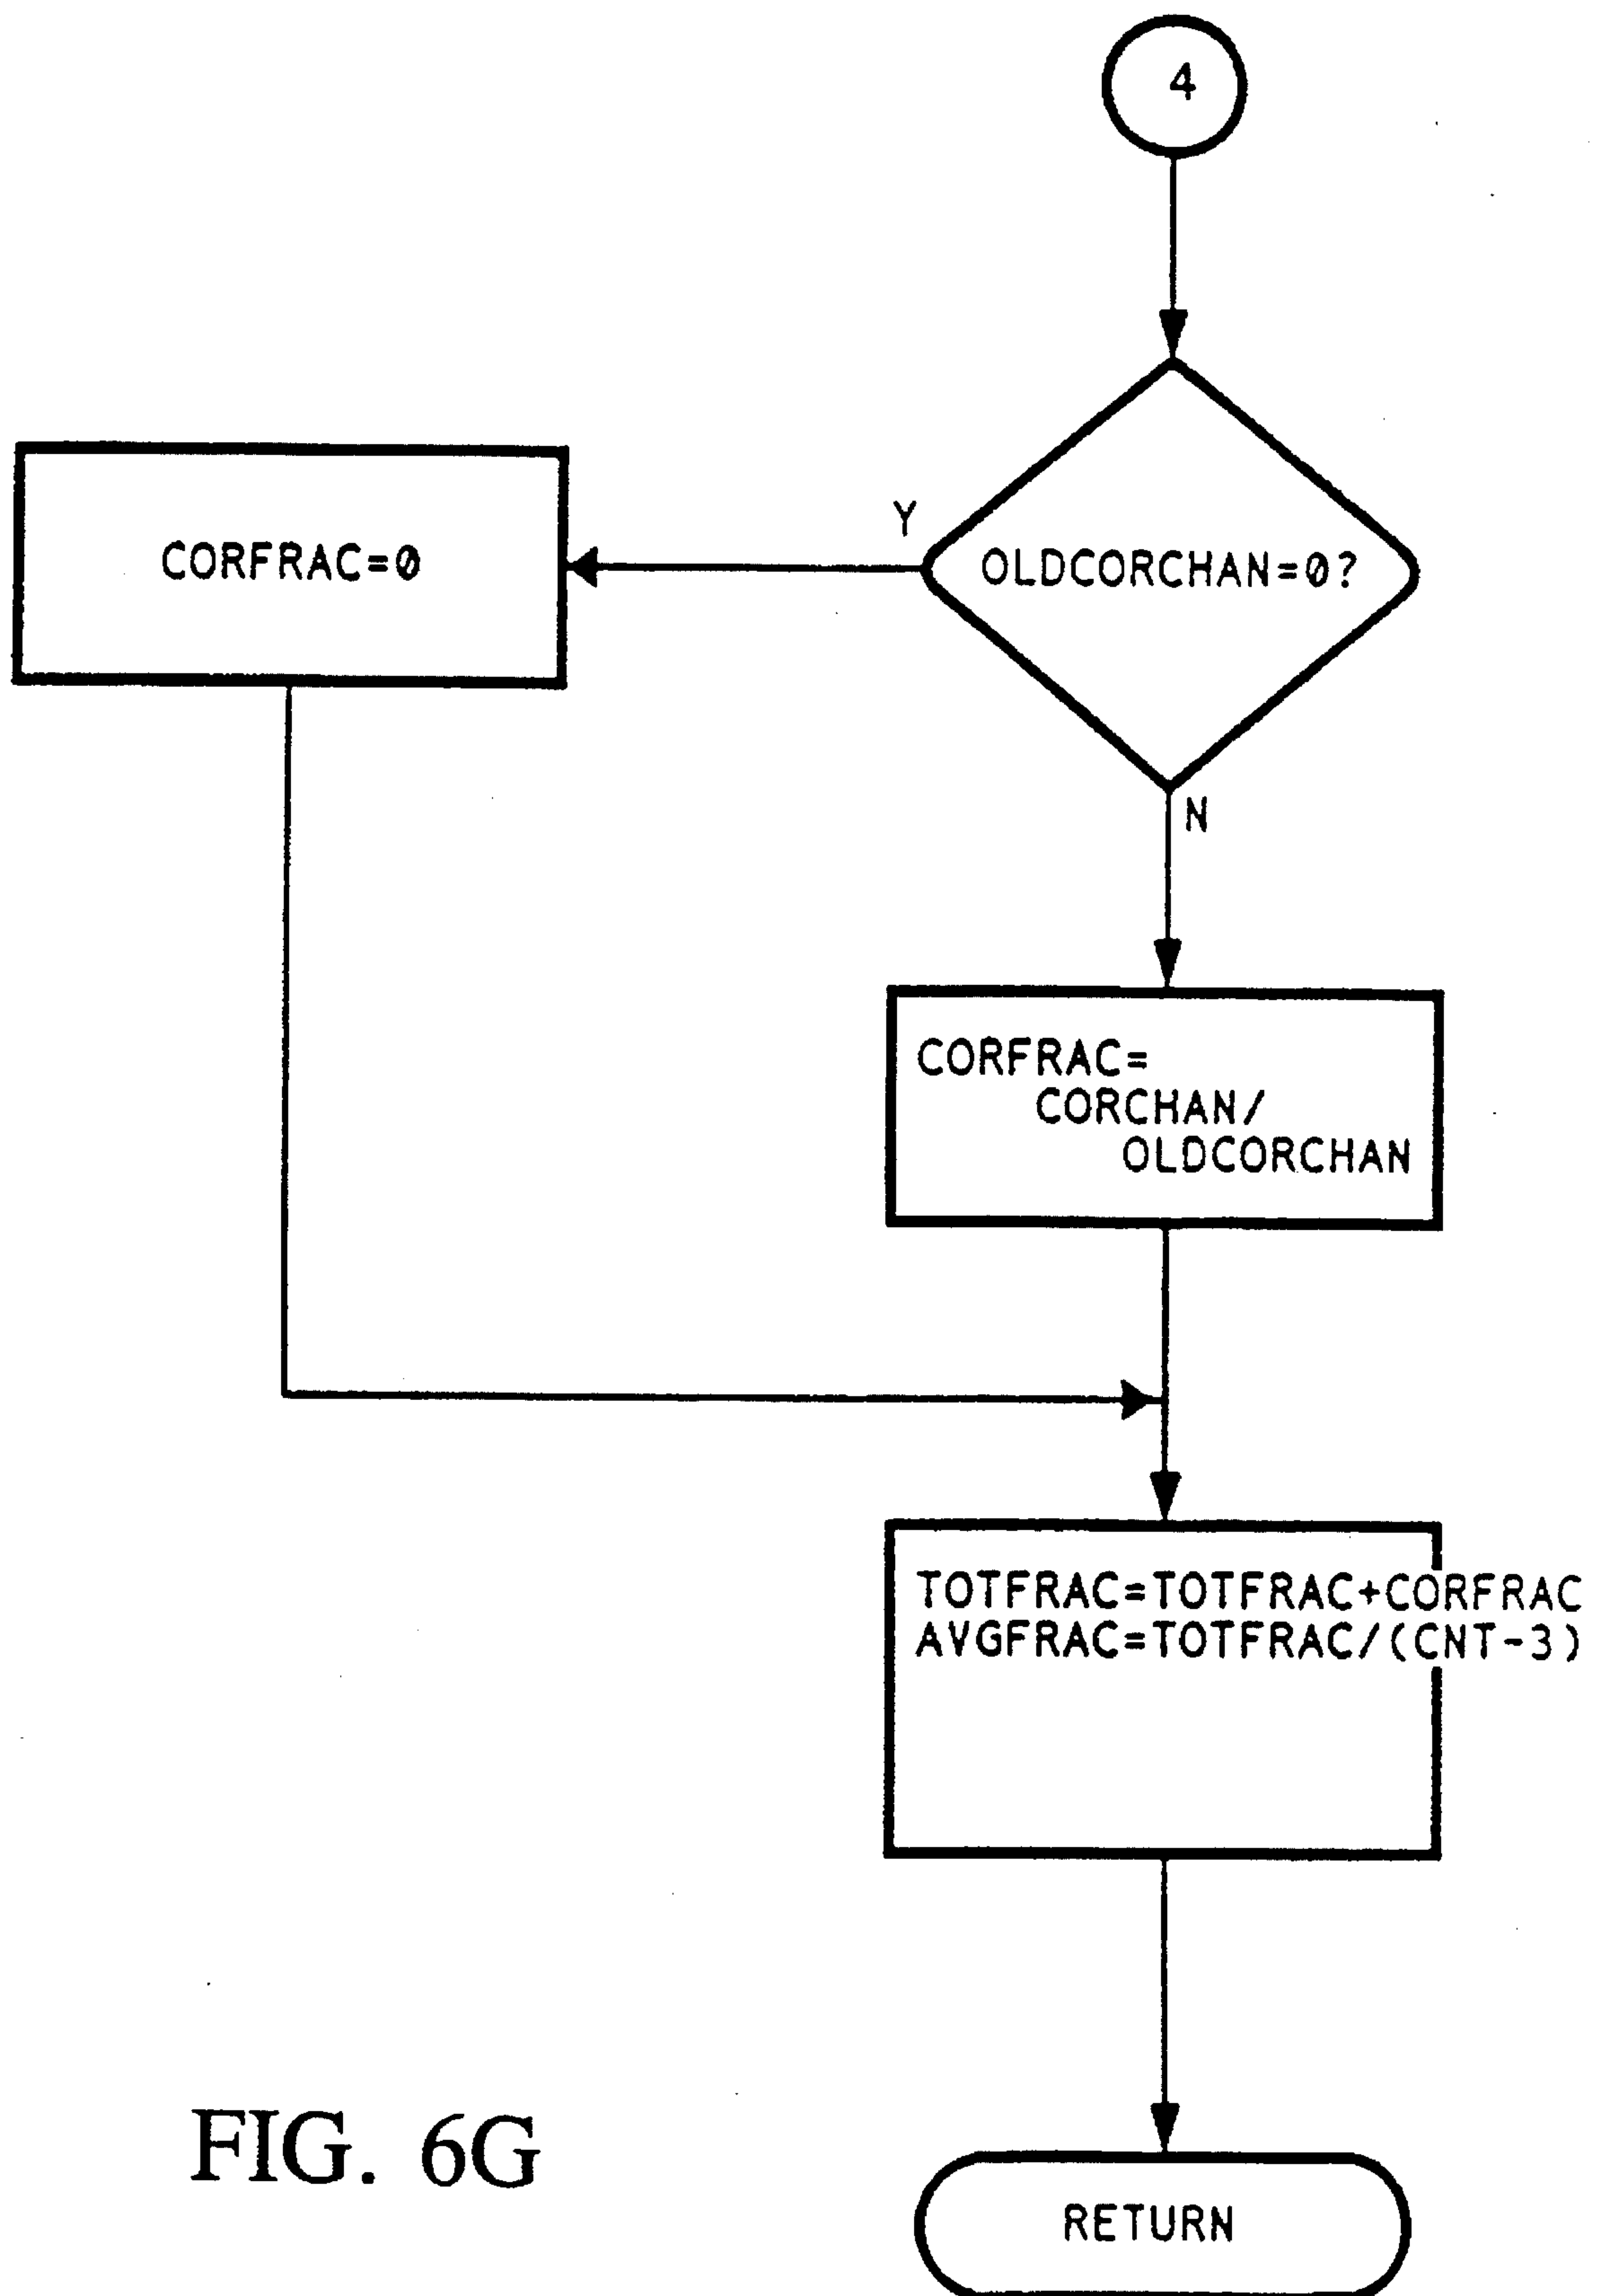 4
OLDCORCHAN=0?
Y
CORFRAC=0
N
CORFRAC=
CORCHAN/
OLDCORCHAN
TOTFRAC=TOTFRAC+CORFRAC
AVGFRAC=TOTFRAC/(CNT-3)
RETURN
FIG. 6G